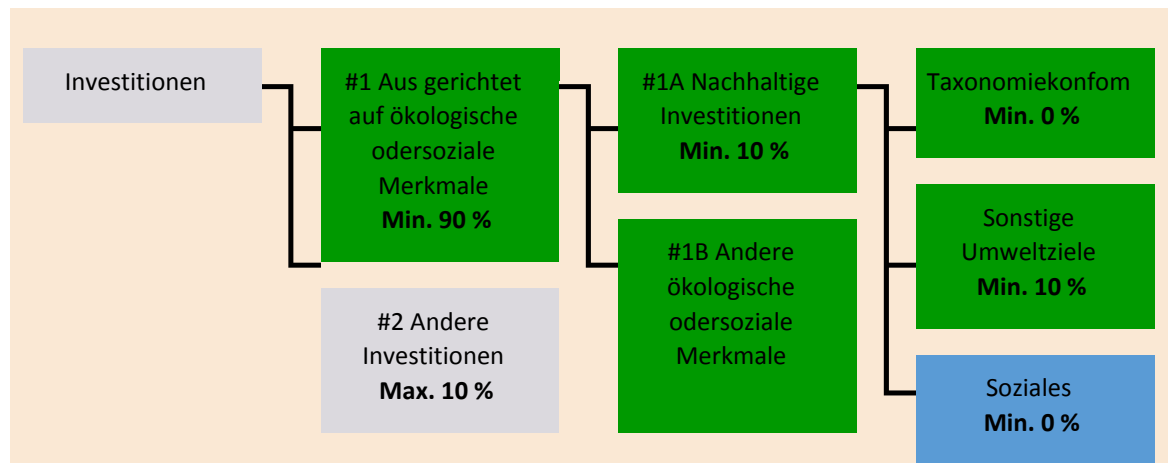 Investitionen
#1 Aus gerichtet
auf ökologische
odersoziale
Merkmale
Min. 90 %
#2 Andere
Investitionen
Max. 10 %
#1A Nachhaltige
Investitionen
Min. 10 %
#1B Andere
ökologische
odersoziale
Merkmale
Taxonomiekonfom
Min. 0 %
Sonstige
Umweltziele
Min. 10 %
Soziales
Min. 0 %